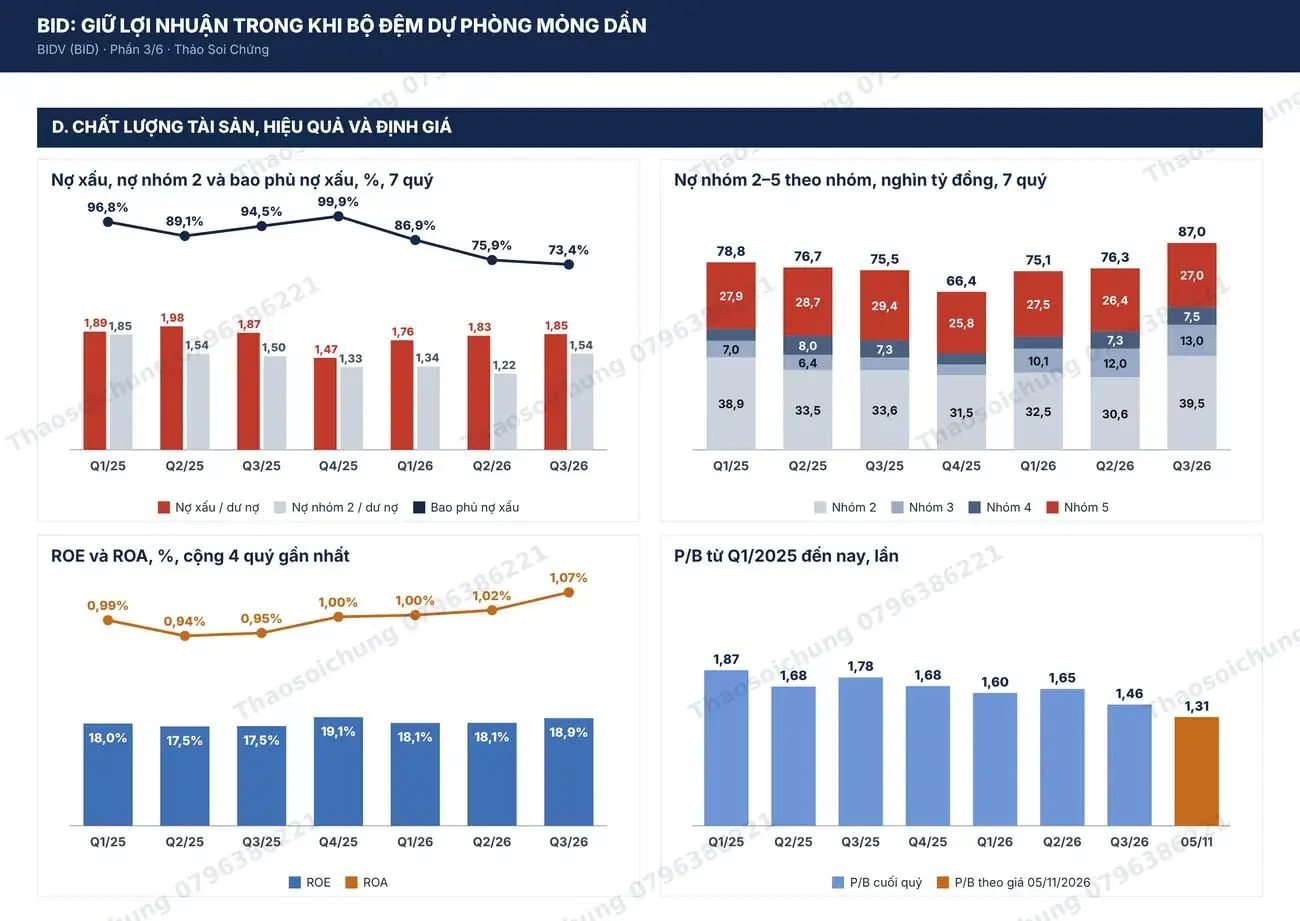 BID: GIỮ LỢI NHUẬN TRONG KHI BỘ ĐỆM DỰ PHÒNG MỎNG DẦN
BIDV (BID) · Phần 3/6 · Thảo Soi Chứng
D. CHẤT LƯỢNG TÀI SẢN, HIỆU QUẢ VÀ ĐỊNH GIÁ
Nợ xấu, nợ nhóm 2 và bao phủ nợ xấu, %, 7 quý
96,8% 89,1% 94,5% 99,9% 86,9% 75,9% 73,4%
1,89 1,85 1,98 1,54 1,87 1,50 1,47 1,33 1,76 1,34 1,83 1,22 1,85 1,54
Q1/25 Q2/25 Q3/25 Q4/25 Q1/26 Q2/26 Q3/26
Nợ xấu / dư nợ Nợ nhóm 2 / dư nợ Bao phủ nợ xấu
Nợ nhóm 2–5 theo nhóm, nghìn tỷ đồng, 7 quý
78,8 76,7 75,5 66,4 75,1 76,3 87,0
27,9 28,7 29,4 25,8 27,5 26,4 27,0
8,0 7,3 7,3 7,5
7,0 6,4 10,1 12,0 13,0
38,9 33,5 33,6 31,5 32,5 30,6 39,5
Q1/25 Q2/25 Q3/25 Q4/25 Q1/26 Q2/26 Q3/26
Nhóm 2 Nhóm 3 Nhóm 4 Nhóm 5
ROE và ROA, %, cộng 4 quý gần nhất
0,99% 0,94% 0,95% 1,00% 1,00% 1,02% 1,07%
18,0% 17,5% 17,5% 19,1% 18,1% 18,1% 18,9%
Q1/25 Q2/25 Q3/25 Q4/25 Q1/26 Q2/26 Q3/26
ROE ROA
P/B từ Q1/2025 đến nay, lần
1,87 1,68 1,78 1,68 1,60 1,65 1,46 1,31
Q1/25 Q2/25 Q3/25 Q4/25 Q1/26 Q2/26 Q3/26 05/11
P/B cuối quý P/B theo giá 05/11/2026
Thaosoichung 0796386221